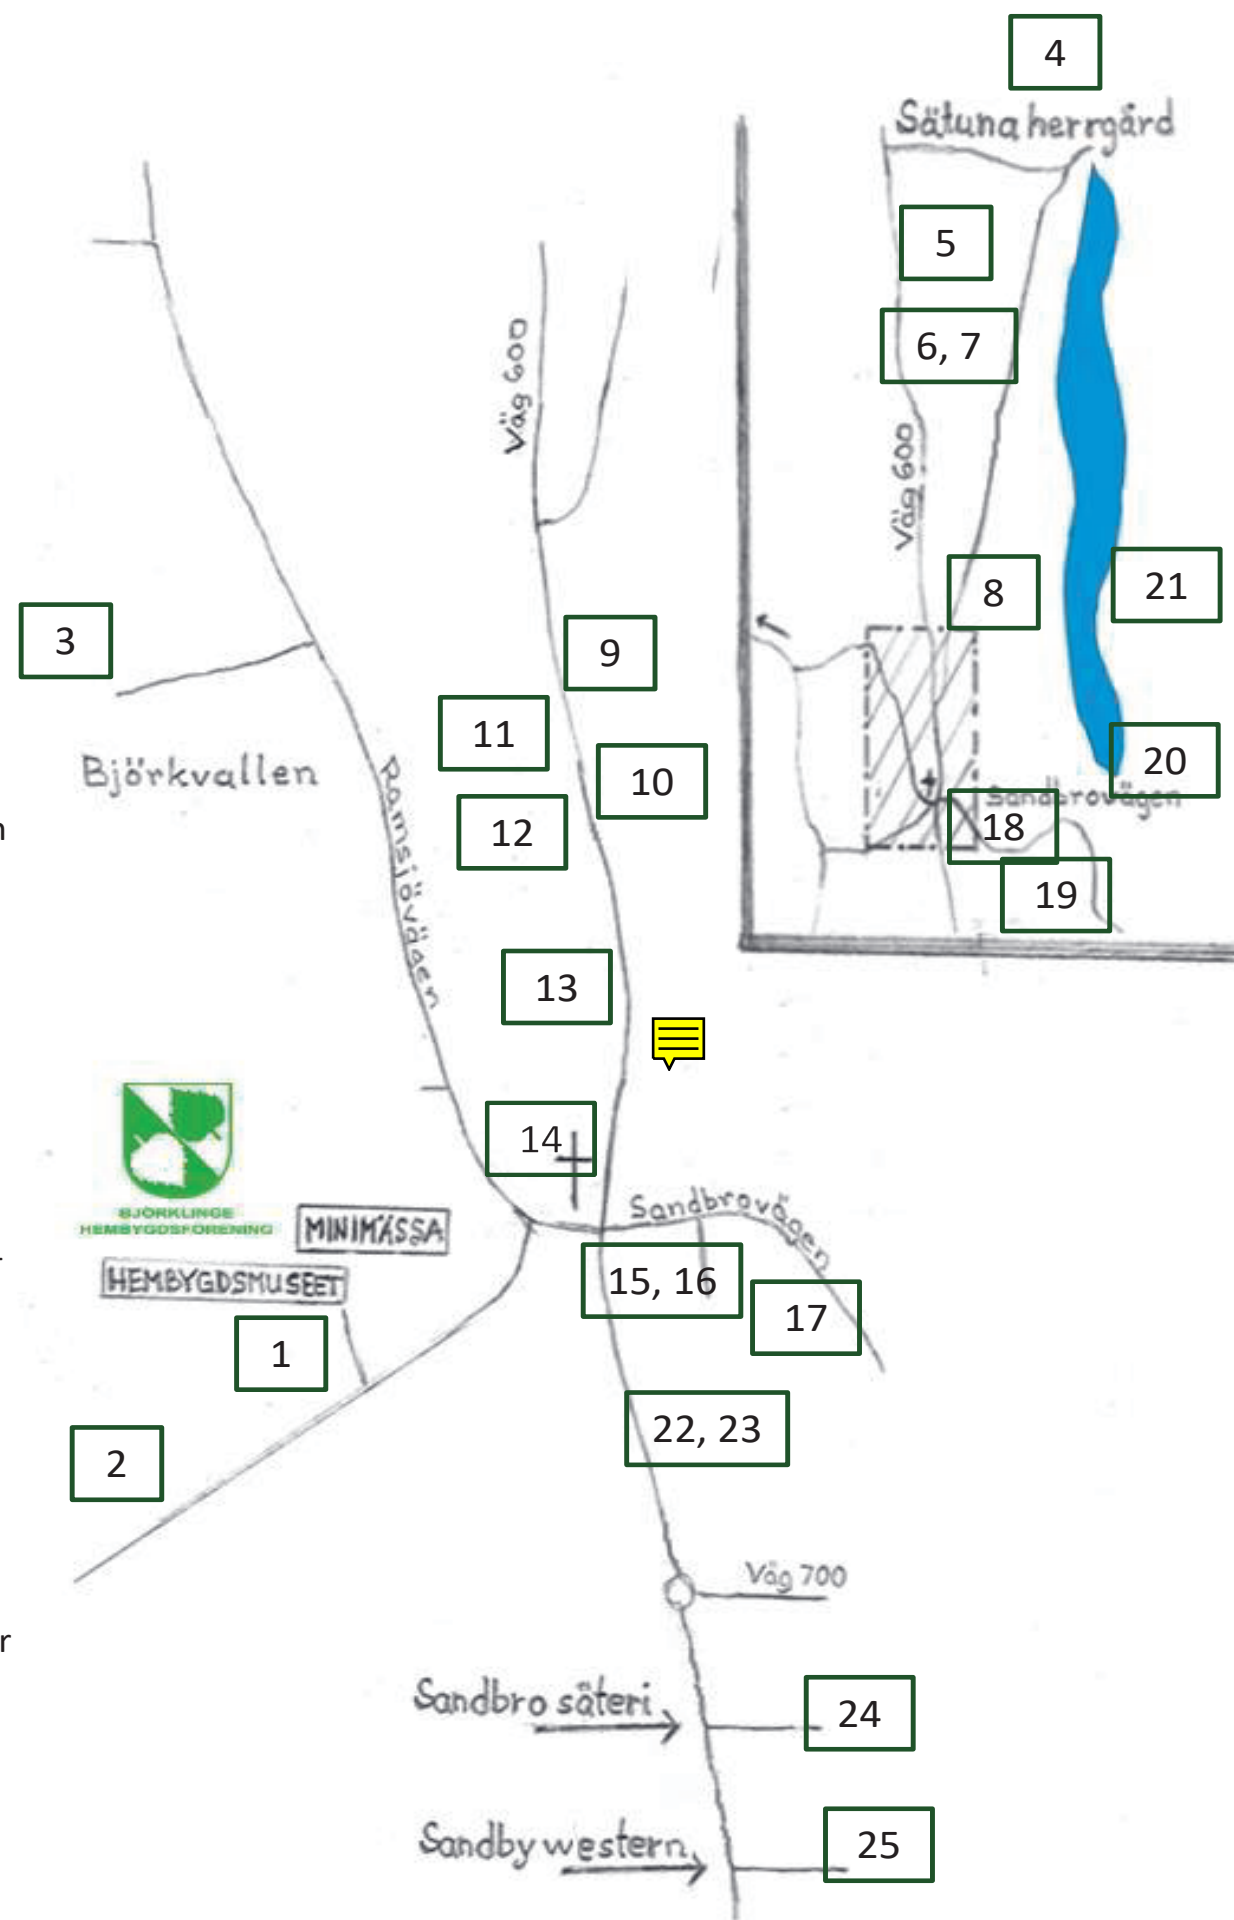 4
Sätuna herrgård
5
6, 7
Väg 600
Väg 600
8
21
3
9
11
10
20
Björkvallen
Sandbrovägen
Ramsjövägen
12
18
n
19
13
14
BJÖRKLINGE
HEMBYGDSFÖRENING
MINIMÄSSA
Sandbrovägen
HEMBYGDSMUSEET
15, 16
17
1
22, 23
2
Väg 700
r
Sandbro säteri
24
Sandby western
25